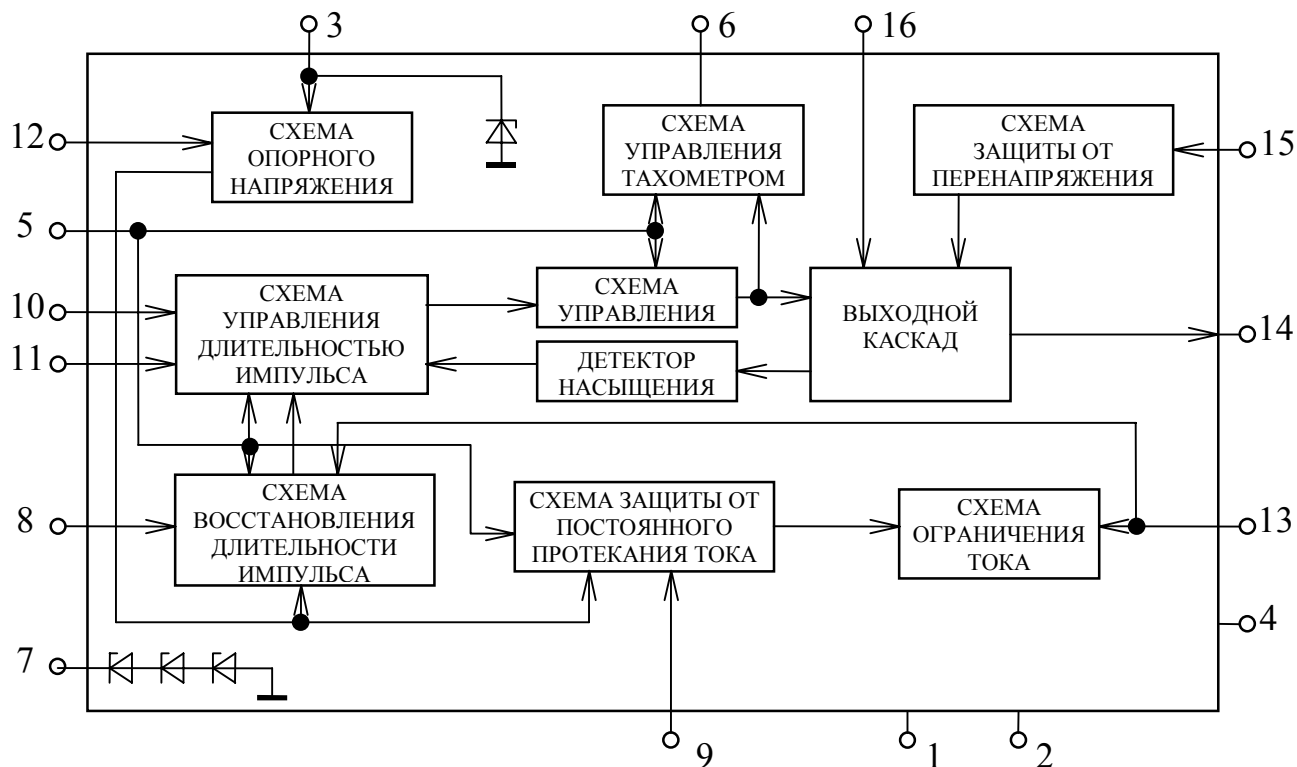 3
6
16
12
СХЕМА
ОПОРНОГО
НАПРЯЖЕНИЯ
СХЕМА
УПРАВЛЕНИЯ
ТАХОМЕТРОМ
СХЕМА
ЗАЩИТЫ ОТ
ПЕРЕНАПРЯЖЕНИЯ
15
5
10
11
СХЕМА
УПРАВЛЕНИЯ
ДЛИТЕЛЬНОСТЬЮ
ИМПУЛЬСА
СХЕМА
УПРАВЛЕНИЯ
ДЕТЕКТОР
НАСЫЩЕНИЯ
ВЫХОДНОЙ
КАСКАД
14
8
СХЕМА
ВОССТАНОВЛЕНИЯ
ДЛИТЕЛЬНОСТИ
ИМПУЛЬСА
СХЕМА ЗАЩИТЫ ОТ
ПОСТОЯННОГО
ПРОТЕКАНИЯ ТОКА
СХЕМА
ОГРАНИЧЕНИЯ
ТОКА
13
4
7
9
1
2